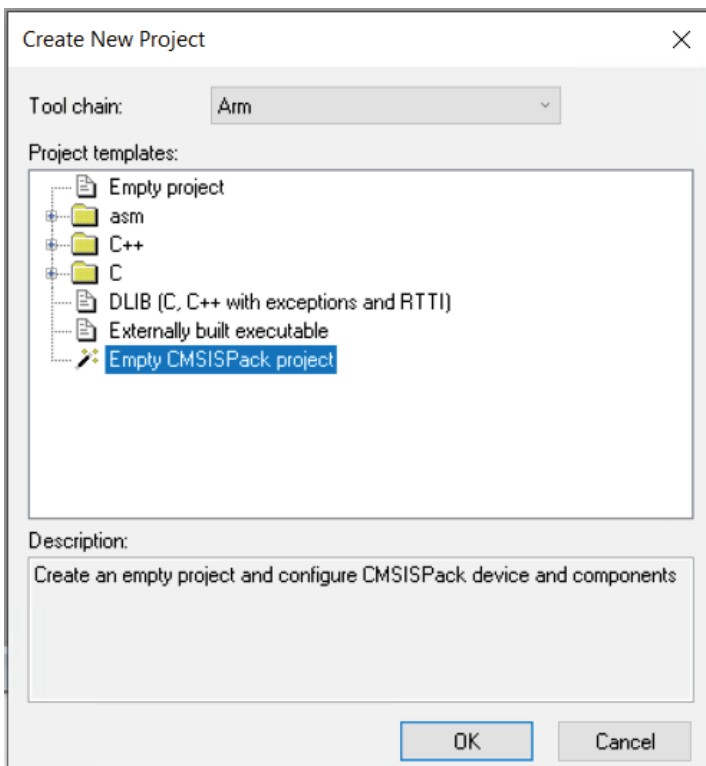 Create New Project
Tool chain: Arm
Project templates:
Empty project
asm
C++
C
DLIB (C, C++ with exceptions and RTTI)
Externally built executable
Empty CMSISPack project
Description:
Create an empty project and configure CMSISPack device and components
OK Cancel